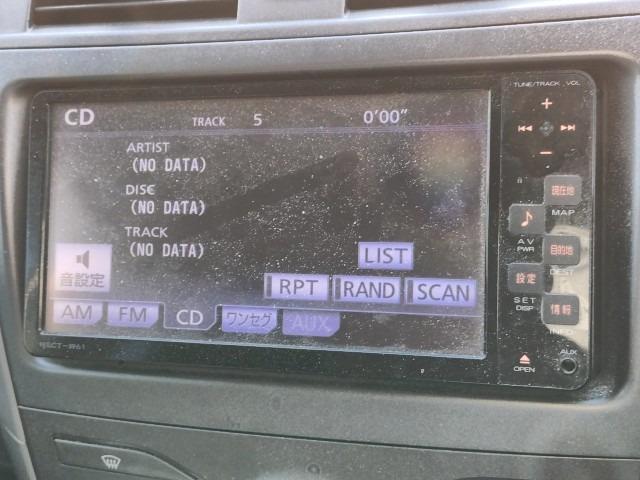 CD TRACK 5 0'00"
ARTIST
(NO DATA)
DISC
(NO DATA)
TRACK
(NO DATA)
音設定
LIST
RPT RAND SCAN
AM FM CD ワンセグ AUX
TUNE/TRACK VOL
+
−
現在地
MAP
AV
PWR
目的地
DEST
設定
SET
DISP
情報
INFO
AUX
OPEN